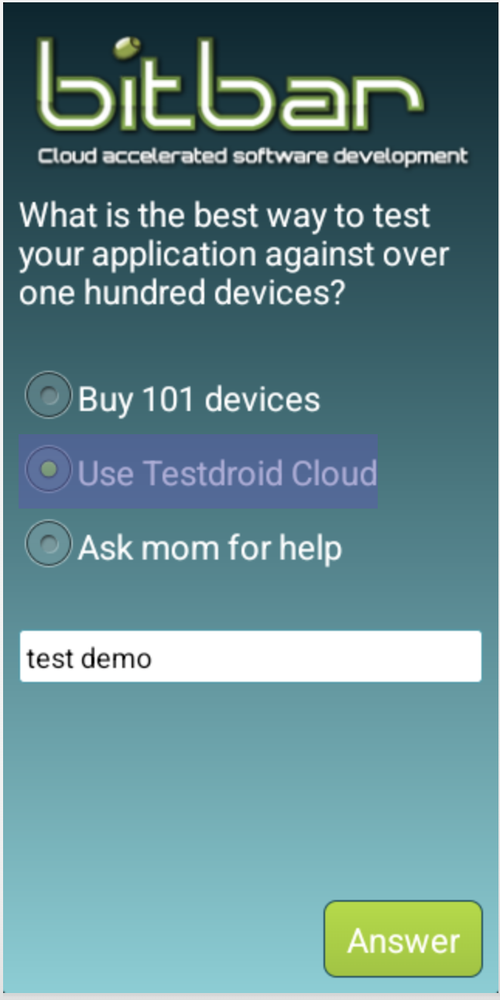 bitbar
Cloud accelerated software development
What is the best way to test
your application against over
one hundred devices?
Buy 101 devices
Use Testdroid Cloud
Ask mom for help
test demo
Answer